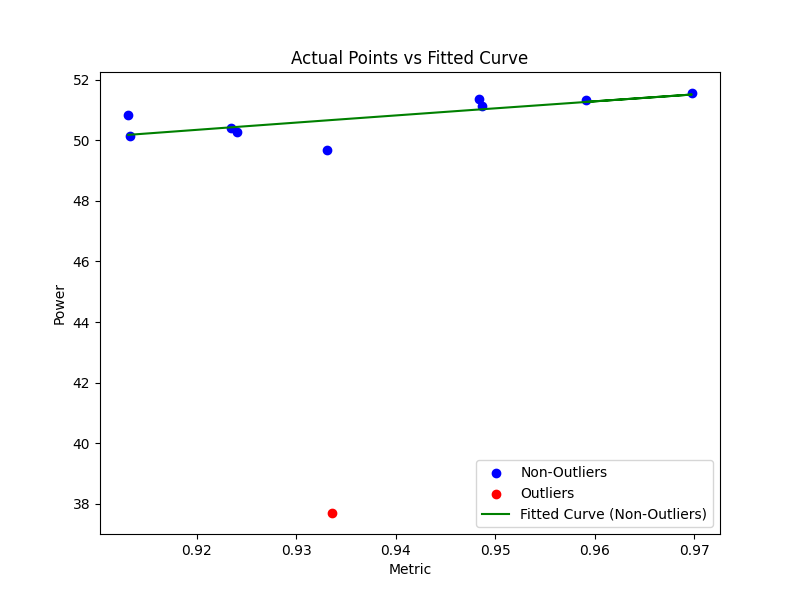 Actual Points vs Fitted Curve
52
50
48
46
44
42
40
38
Power
0.92
0.93
0.94
0.95
0.96
0.97
Metric
Non-Outliers
Outliers
Fitted Curve (Non-Outliers)